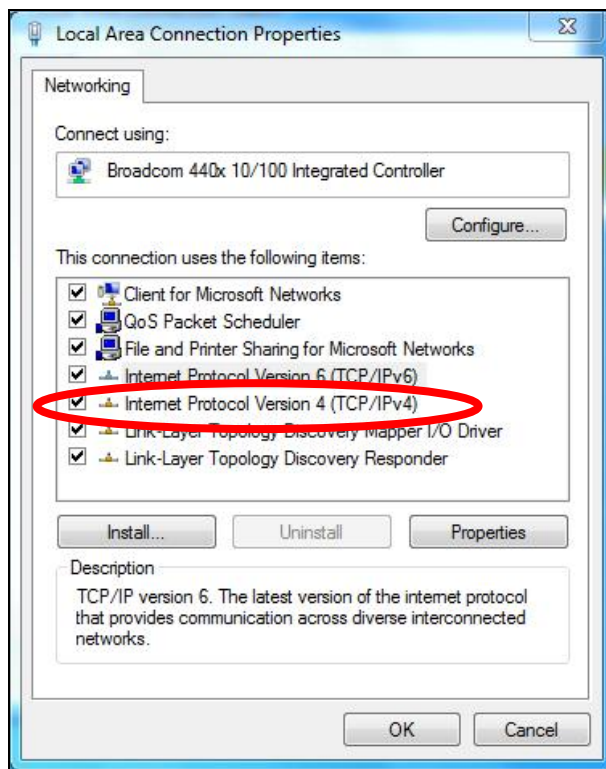 Local Area Connection Properties
Networking
Connect using:
Broadcom 440x 10/100 Integrated Controller
Configure...
This connection uses the following items:
Client for Microsoft Networks
QoS Packet Scheduler
File and Printer Sharing for Microsoft Networks
Internet Protocol Version 6 (TCP/IPv6)
Internet Protocol Version 4 (TCP/IPv4)
Link-Layer Topology Discovery Mapper I/O Driver
Link-Layer Topology Discovery Responder
Install...
Uninstall
Properties
Description
TCP/IP version 6. The latest version of the internet protocol
that provides communication across diverse interconnected
networks.
OK
Cancel